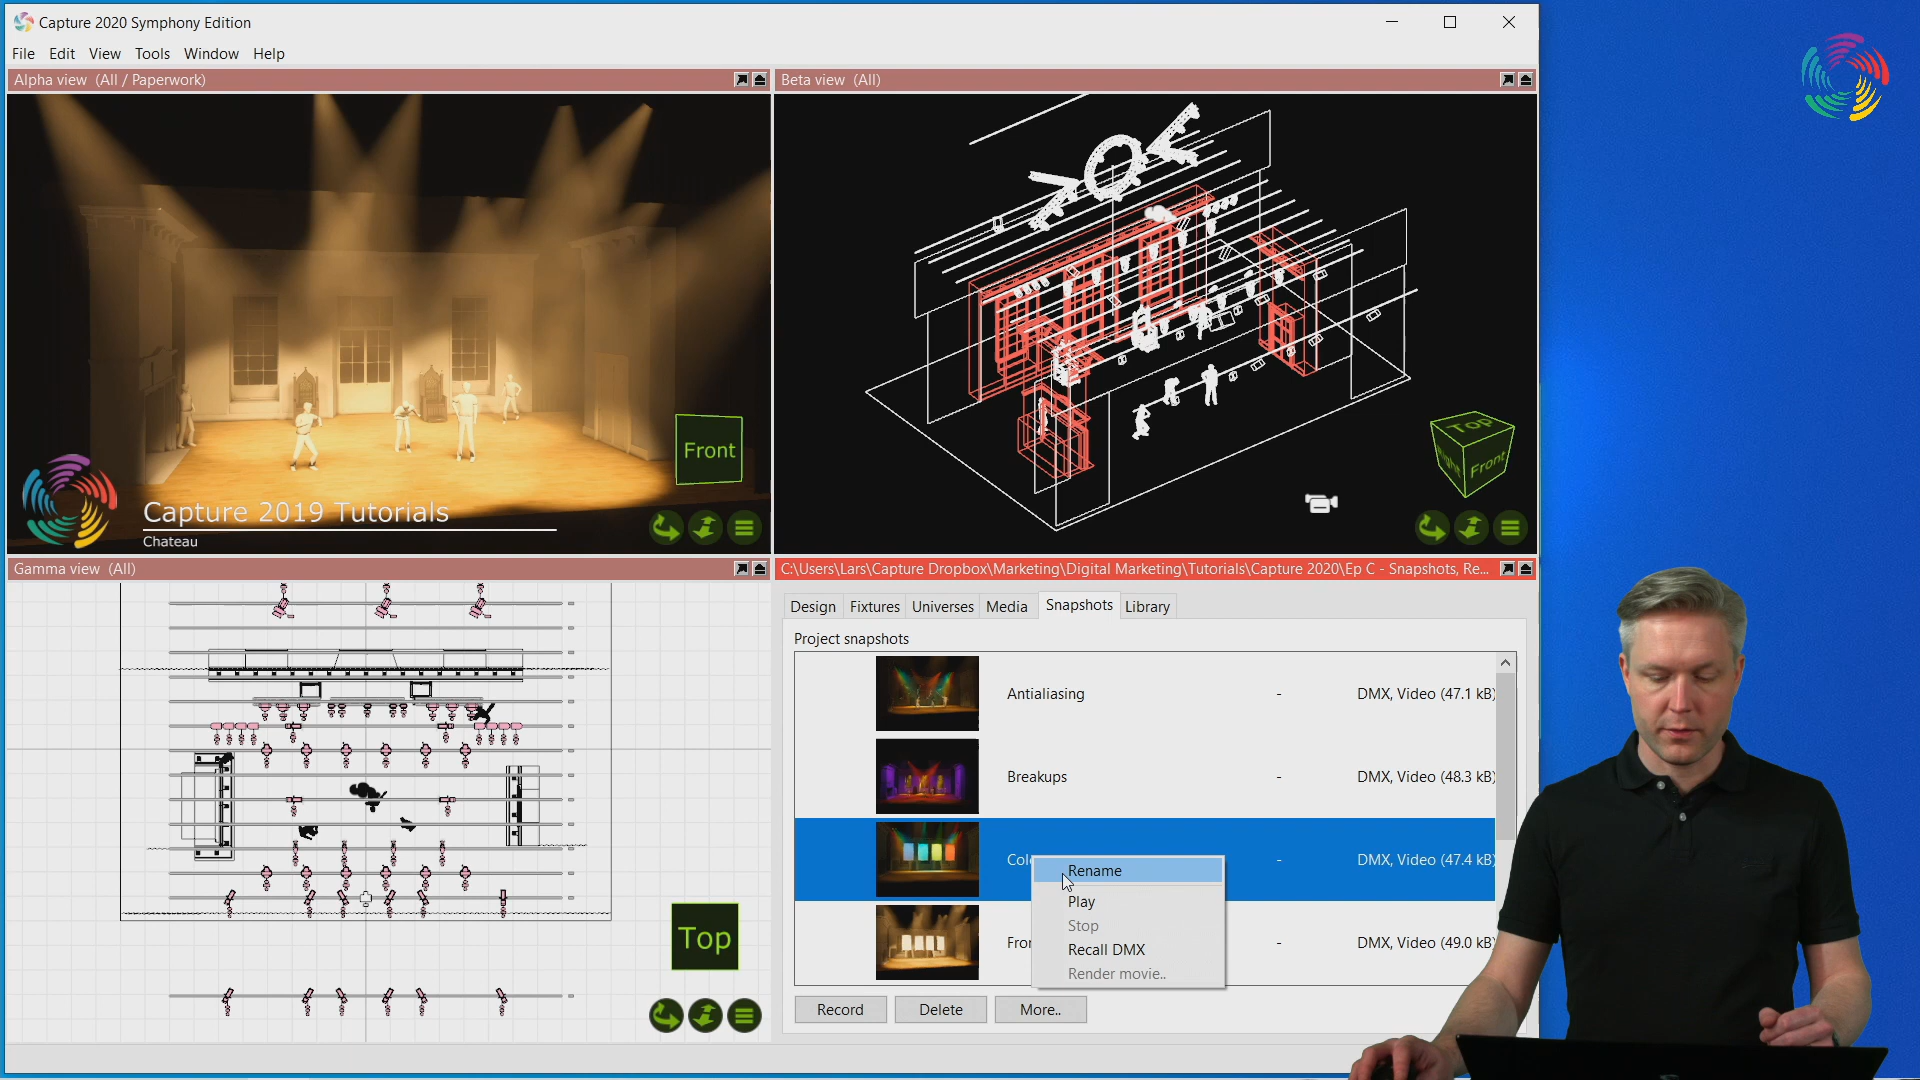 Capture 2020 Symphony Edition
File Edit View Tools Window Help
Alpha view (All / Paperwork)
Beta view (All)
Front
Capture 2019 Tutorials
Chateau
Top
Front
Gamma view (All)
C:\Users\Lars\Capture Dropbox\Marketing\Digital Marketing\Tutorials\Capture 2020\Ep C - Snapshots, Re...
Design Fixtures Universes Media Snapshots Library
Project snapshots
Antialiasing - DMX, Video (47.1 kB)
Breakups - DMX, Video (48.3 kB)
Col - DMX, Video (47.4 kB)
Fro - DMX, Video (49.0 kB)
Rename
Play
Stop
Recall DMX
Render movie..
Top
Record Delete More..